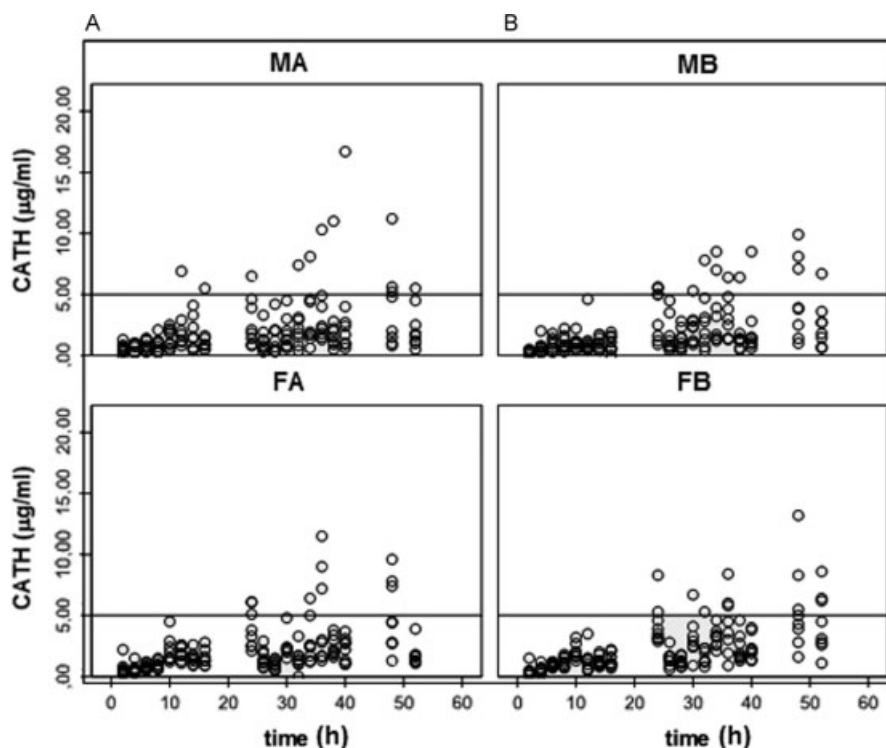 A B
MA MB
CATH (µg/ml) 20,00 15,00 10,00 5,00 ,00
FA FB
CATH (µg/ml) 20,00 15,00 10,00 5,00 ,00
0 10 20 30 40 50 60 0 10 20 30 40 50 60
time (h) time (h)